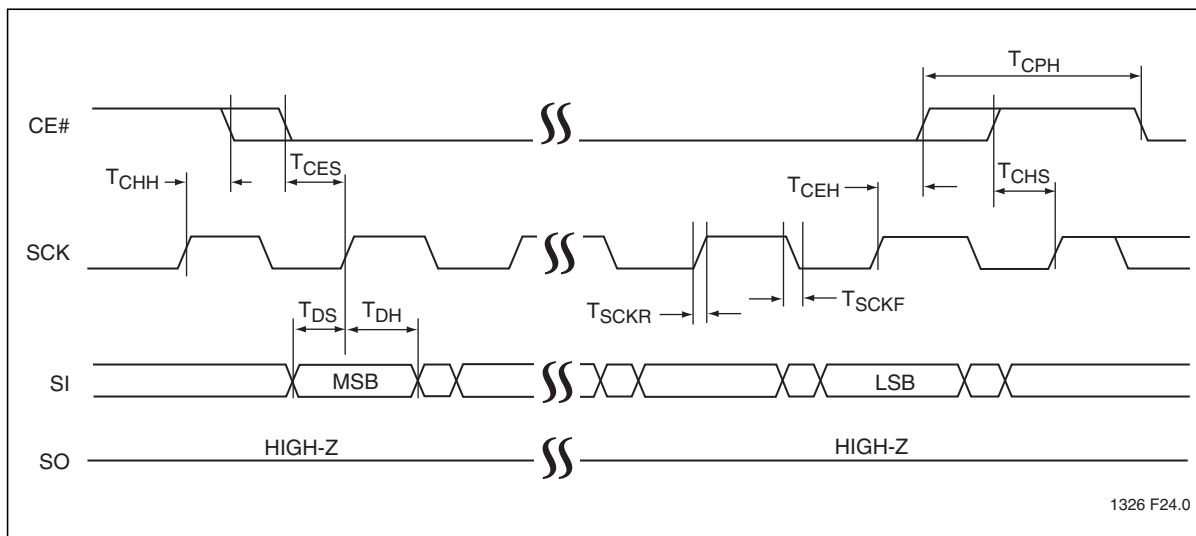 TCPH
CE#
TCES
TCHH
TCEH
TCHS
SCK
TDS
TDH
TSCKR
TSCKF
SI
MSB
LSB
HIGH-Z
HIGH-Z
SO
1326 F24.0